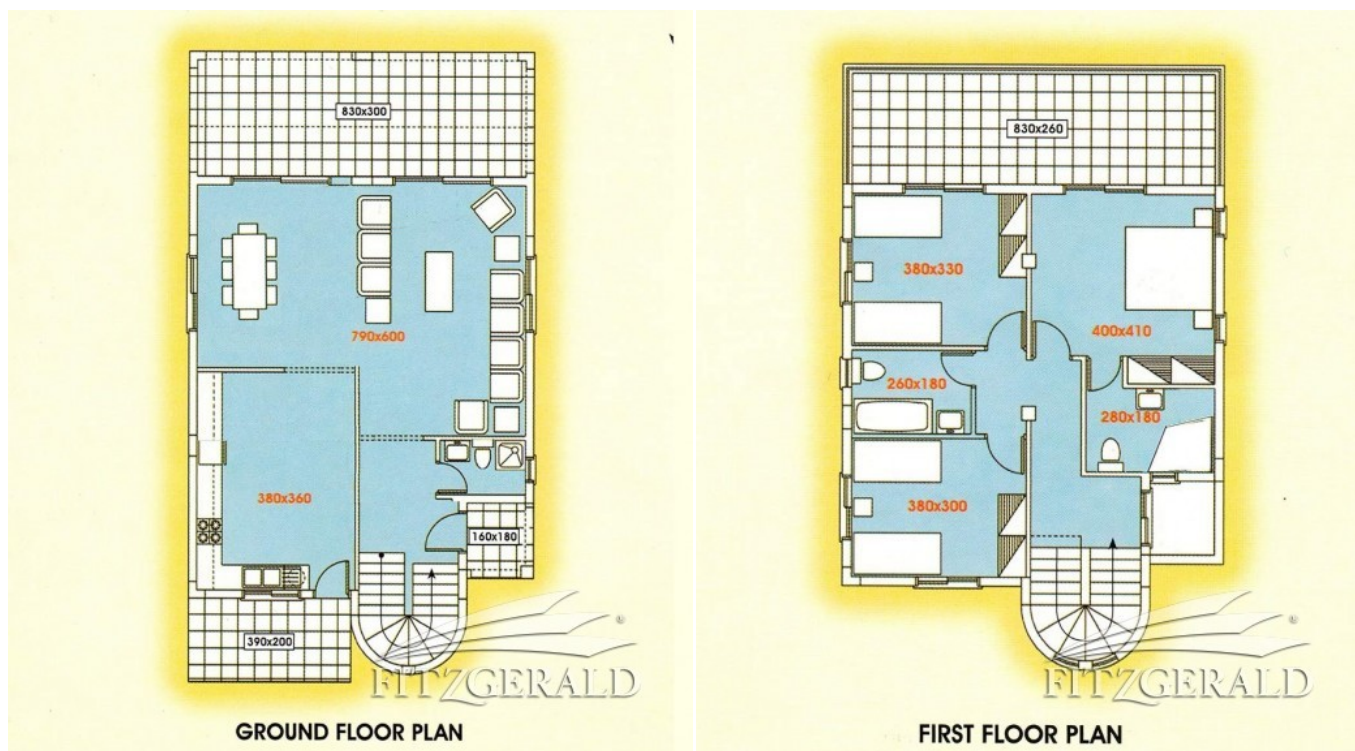 830x300
790x600
380x360
160x180
390x200
FITZGERALD
®
GROUND FLOOR PLAN
830x260
380x330
400x410
260x180
280x180
380x300
FITZGERALD
®
FIRST FLOOR PLAN